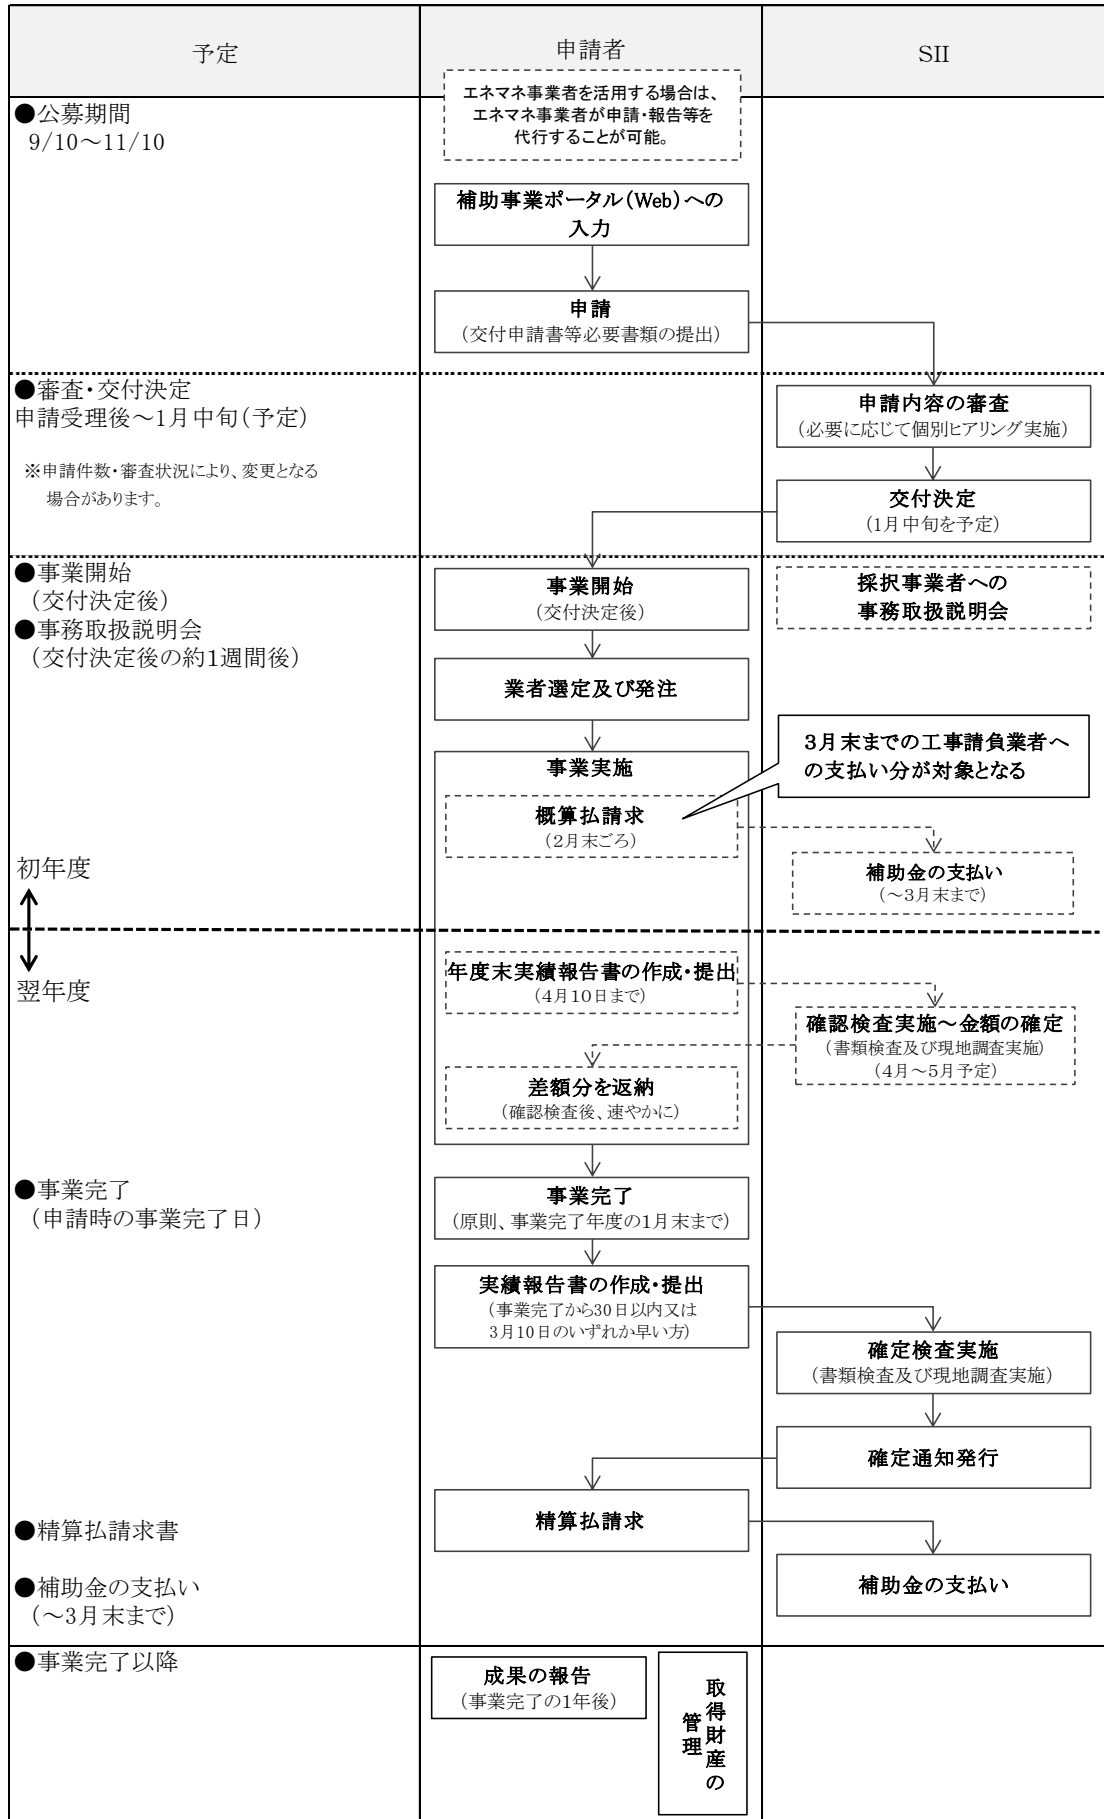 予定
申請者
SII
エネマネ事業者を活用する場合は、
エネマネ事業者が申請・報告等を
代行することが可能。
●公募期間
9/10～11/10
補助事業ポータル（Web）への
入力
申請
（交付申請書等必要書類の提出）
●審査・交付決定
申請受理後～1月中旬（予定）
※申請件数・審査状況により、変更となる
場合があります。
申請内容の審査
（必要に応じて個別ヒアリング実施）
交付決定
（1月中旬を予定）
●事業開始
（交付決定後）
●事務取扱説明会
（交付決定後の約1週間後）
事業開始
（交付決定後）
採択事業者への
事務取扱説明会
業者選定及び発注
事業実施
3月末までの工事請負業者へ
の支払い分が対象となる
概算払請求
（2月末ごろ）
補助金の支払い
（～3月末まで）
初年度
翌年度
年度末実績報告書の作成・提出
（4月10日まで）
確認検査実施～金額の確定
（書類検査及び現地調査実施）
（4月～5月予定）
差額分を返納
（確認検査後、速やかに）
●事業完了
（申請時の事業完了日）
事業完了
（原則、事業完了年度の1月末まで）
実績報告書の作成・提出
（事業完了から30日以内又は
3月10日のいずれか早い方）
確定検査実施
（書類検査及び現地調査実施）
確定通知発行
精算払請求
●精算払請求書
●補助金の支払い
（～3月末まで）
補助金の支払い
●事業完了以降
成果の報告
（事業完了の1年後）
取得財産の
管理